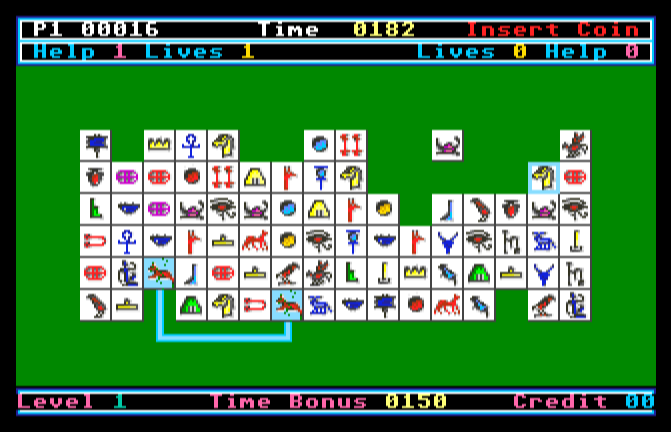 P1 00016 Time 0182 Insert Coin
Help 1 Lives 1 Lives 0 Help 0
Level 1 Time Bonus 0150 Credit 00